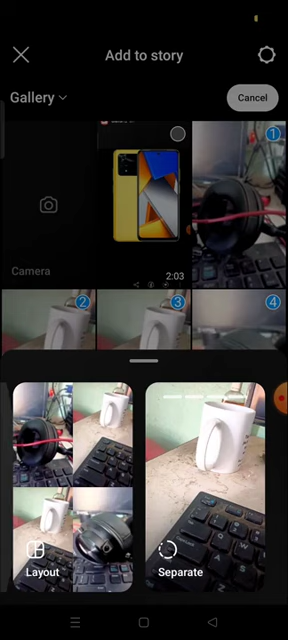 Add to story
Gallery
Cancel
1
Camera
2:03
2
3
4
Layout
Separate